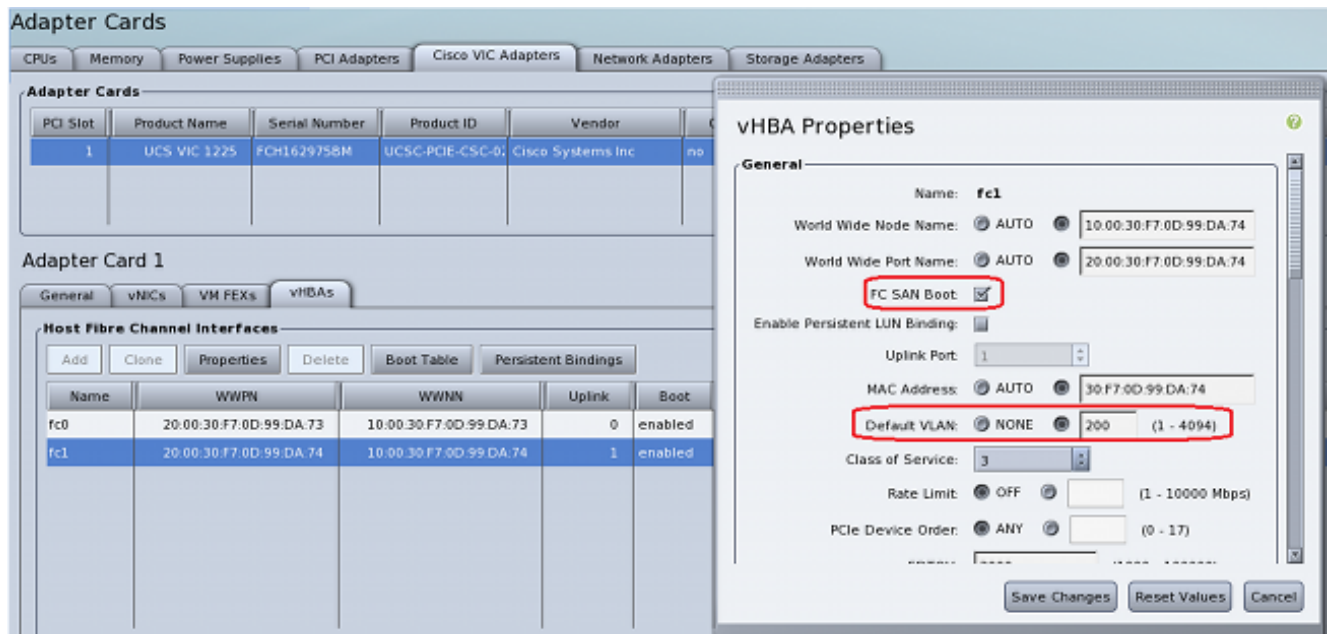 Adapter Cards
CPUs Memory Power Supplies PCI Adapters Cisco VIC Adapters Network Adapters Storage Adapters
Adapter Cards
PCI Slot Product Name Serial Number Product ID Vendor
1 UCS VIC 1225 FCH162975BM UCSC-PCIE-CSC-0 Cisco Systems Inc no
Adapter Card 1
General vNICs VM FEXs vHBAs
Host Fibre Channel Interfaces
Add Clone Properties Delete Boot Table Persistent Bindings
Name WWPN WWNN Uplink Boot
fc0 20:00:30:F7:0D:99:DA:73 10:00:30:F7:0D:99:DA:73 0 enabled
fc1 20:00:30:F7:0D:99:DA:74 10:00:30:F7:0D:99:DA:74 1 enabled
vHBA Properties
General
Name: fc1
World Wide Node Name: AUTO 10:00:30:F7:0D:99:DA:74
World Wide Port Name: AUTO 20:00:30:F7:0D:99:DA:74
FC SAN Boot:
Enable Persistent LUN Binding:
Uplink Port: 1
MAC Address: AUTO 30:F7:0D:99:DA:74
Default VLAN: NONE 200 (1 - 4094)
Class of Service: 3
Rate Limit: OFF (1 - 10000 Mbps)
PCIe Device Order: ANY (0 - 17)
Save Changes Reset Values Cancel